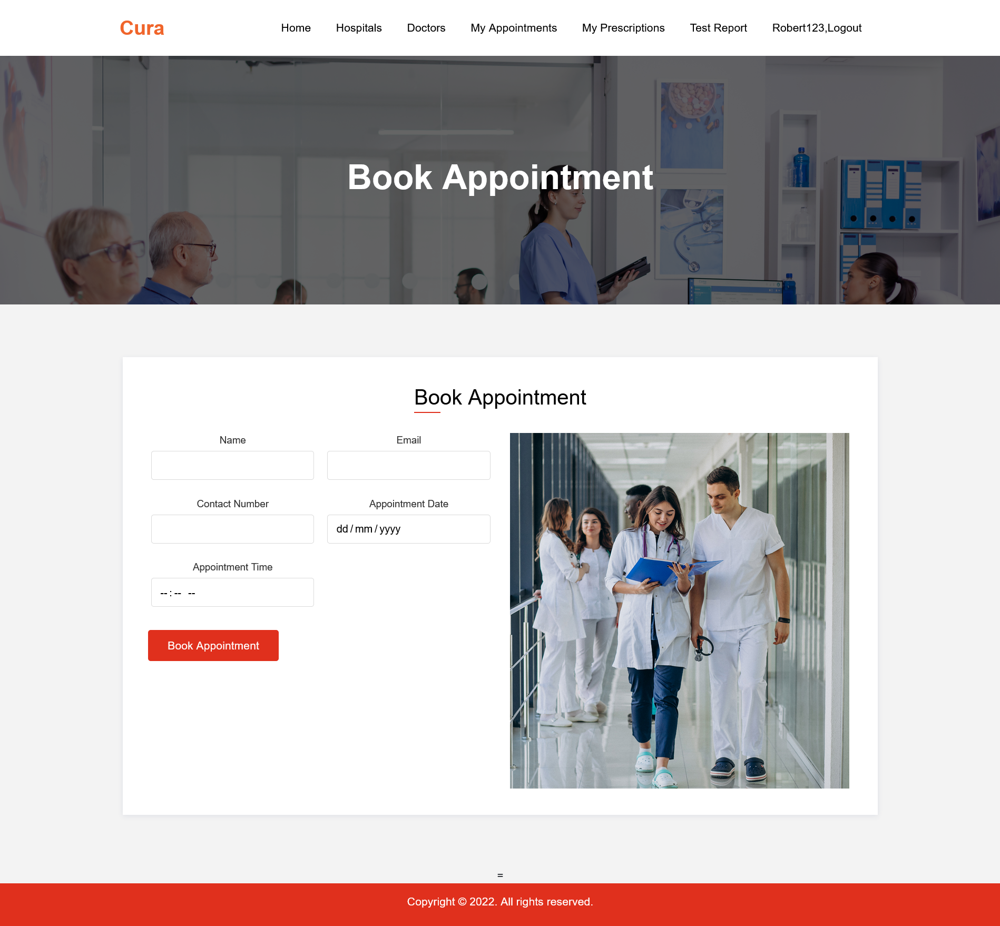 Cura
Home Hospitals Doctors My Appointments My Prescriptions Test Report Robert123,Logout
Book Appointment
Book Appointment
Name Email
Contact Number Appointment Date
dd/mm/yyyy
Appointment Time
--:-- --
Book Appointment
=
Copyright © 2022. All rights reserved.